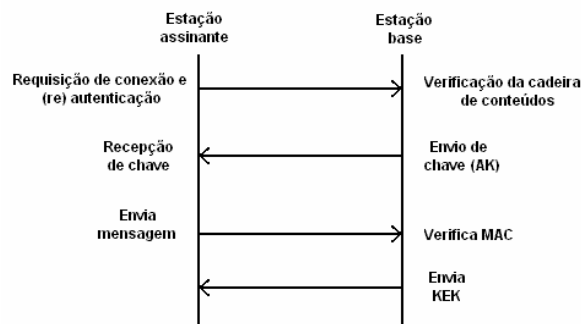 Estação
assinante
Estação
base
Requisição de conexão e
(re) autenticação
Verificação da cadeira
de conteúdos
Recepção
de chave
Envio de
chave (AK)
Envia
mensagem
Verifica MAC
Envia
KEK